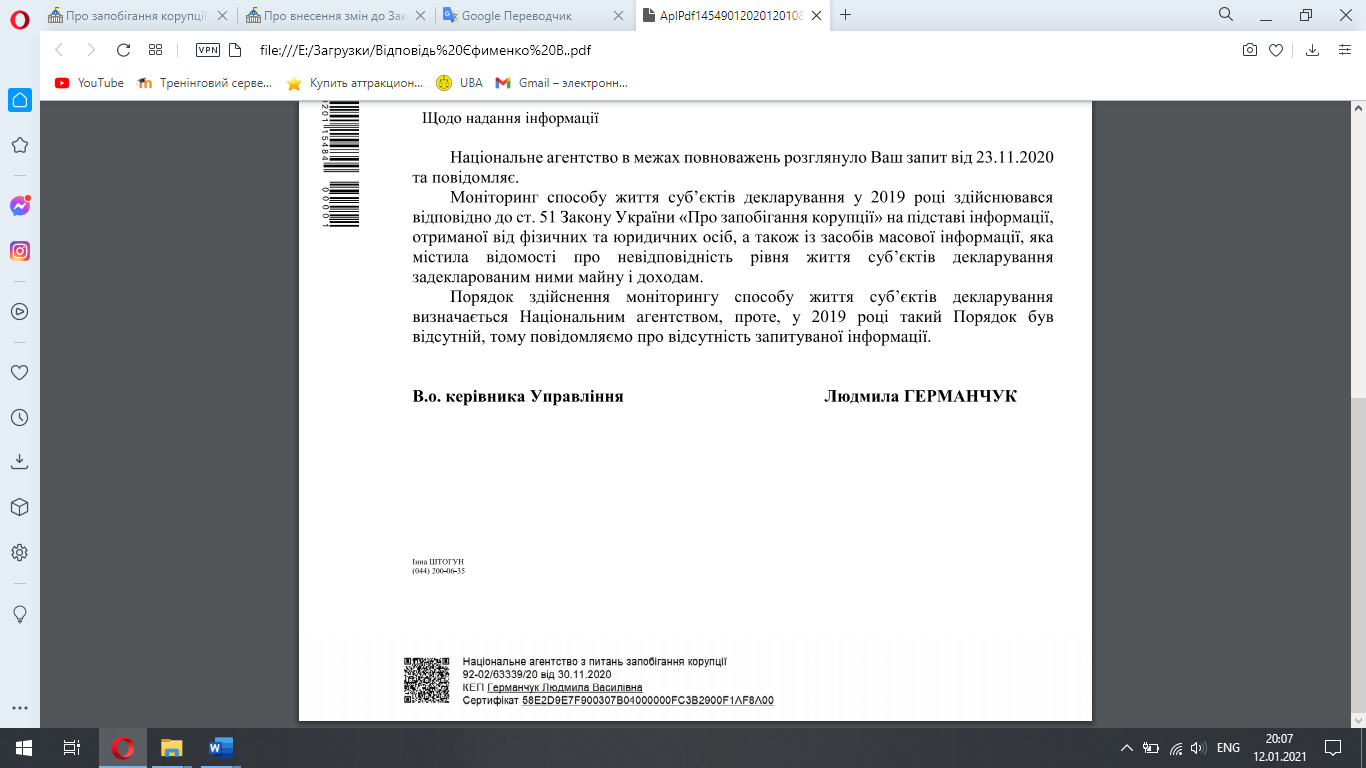 Про запобігання корупції
Про внесення змін до Зак
Google Переводчик
AplPdf14549012020120108
VPN
file:///E:/Загрузки/Відповідь%20Єфименко%20В..pdf
YouTube
Тренінговий серве...
Купить аттракцион...
UBA
Gmail – электронн...
Щодо надання інформації
Національне агентство в межах повноважень розглянуло Ваш запит від 23.11.2020
та повідомляє.
Моніторинг способу життя суб’єктів декларування у 2019 році здійснювався
відповідно до ст. 51 Закону України «Про запобігання корупції» на підставі інформації,
отриманої від фізичних та юридичних осіб, а також із засобів масової інформації, яка
містила відомості про невідповідність рівня життя суб’єктів декларування
задекларованим ними майну і доходам.
Порядок здійснення моніторингу способу життя суб’єктів декларування
визначається Національним агентством, проте, у 2019 році такий Порядок був
відсутній, тому повідомляємо про відсутність запитуваної інформації.
В.о. керівника Управління Людмила ГЕРМАНЧУК
Інна ШТОГУН
(044) 200-06-35
Національне агентство з питань запобігання корупції
92-02/63339/20 від 30.11.2020
КЕП Германчук Людмила Василівна
Сертифікат 58E2D9E7F900307B04000000FC3B2900F1AF8A00
ENG
20:07
12.01.2021